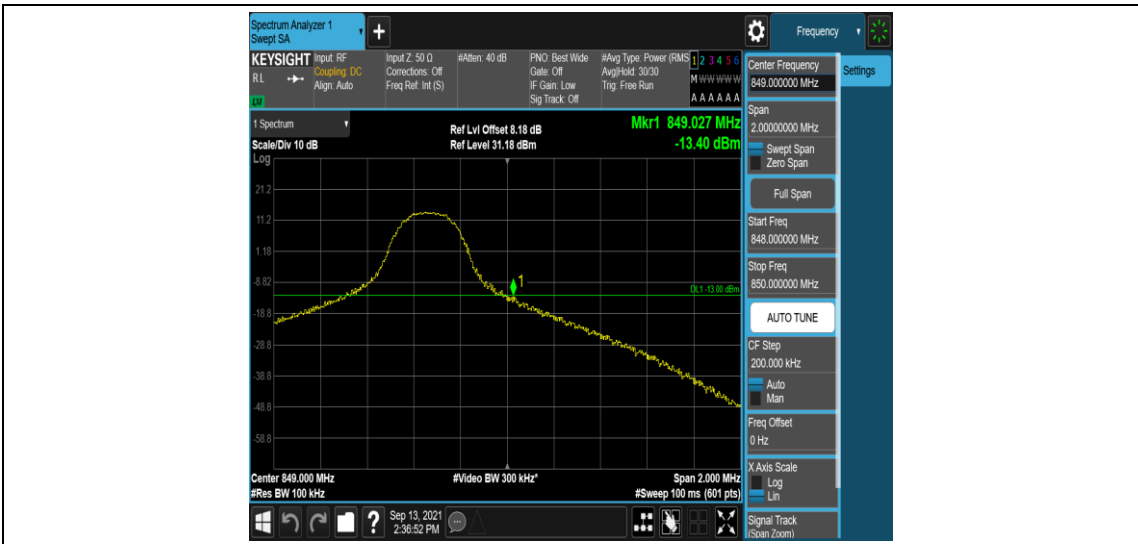 Spectrum Analyzer 1
Swept SA
+
Frequency
KEYSIGHT
RL
LXI
Input: RF
Coupling: DC
Align: Auto
Input Z: 50 Ω
Corrections: Off
Freq Ref: Int (S)
#Atten: 40 dB
PNO: Best Wide
Gate: Off
IF Gain: Low
Sig Track: Off
#Avg Type: Power (RMS
Avg|Hold: 30/30
Trig: Free Run
1 2 3 4 5 6
M W W W W W
A A A A A A
1 Spectrum
Scale/Div 10 dB
Log
Ref Lvl Offset 8.18 dB
Ref Level 31.18 dBm
Mkr1 849.027 MHz
-13.40 dBm
21.2
11.2
1.18
-8.82
-18.8
-28.8
-38.8
-48.8
-58.8
1
DL1 -13.00 dBm
Center 849.000 MHz
#Res BW 100 kHz
#Video BW 300 kHz*
Span 2.000 MHz
#Sweep 100 ms (601 pts)
?
Sep 13, 2021
2:36:52 PM
Center Frequency
849.000000 MHz
Settings
Span
2.00000000 MHz
Swept Span
Zero Span
Full Span
Start Freq
848.000000 MHz
Stop Freq
850.000000 MHz
AUTO TUNE
CF Step
200.000 kHz
Auto
Man
Freq Offset
0 Hz
X Axis Scale
Log
Lin
Signal Track
(Span Zoom)